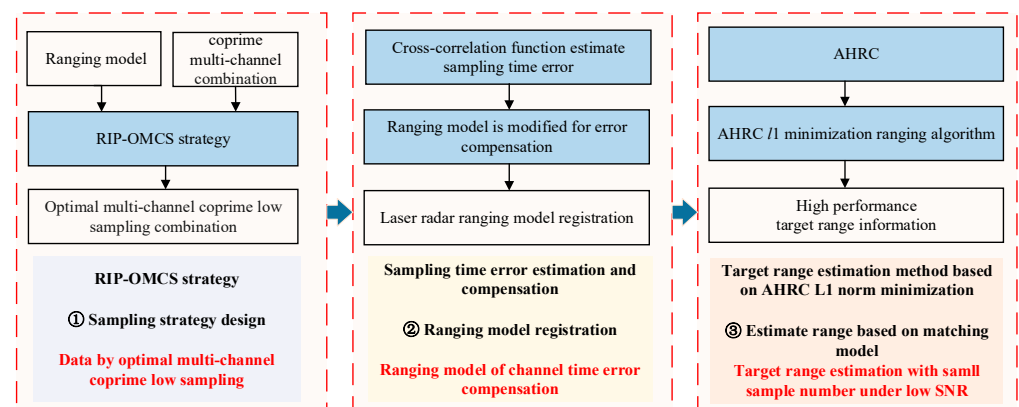 Ranging model
coprime
multi-channel
combination
RIP-OMCS strategy
Optimal multi-channel coprime low
sampling combination
RIP-OMCS strategy
① Sampling strategy design
Data by optimal multi-channel
coprime low sampling
Cross-correlation function estimate
sampling time error
Ranging model is modified for error
compensation
Laser radar ranging model registration
Sampling time error estimation and
compensation
② Ranging model registration
Ranging model of channel time error
compensation
AHRC
AHRC l1 minimization ranging algorithm
High performance
target range information
Target range estimation method based
on AHRC L1 norm minimization
③ Estimate range based on matching
model
Target range estimation with samll
sample number under low SNR